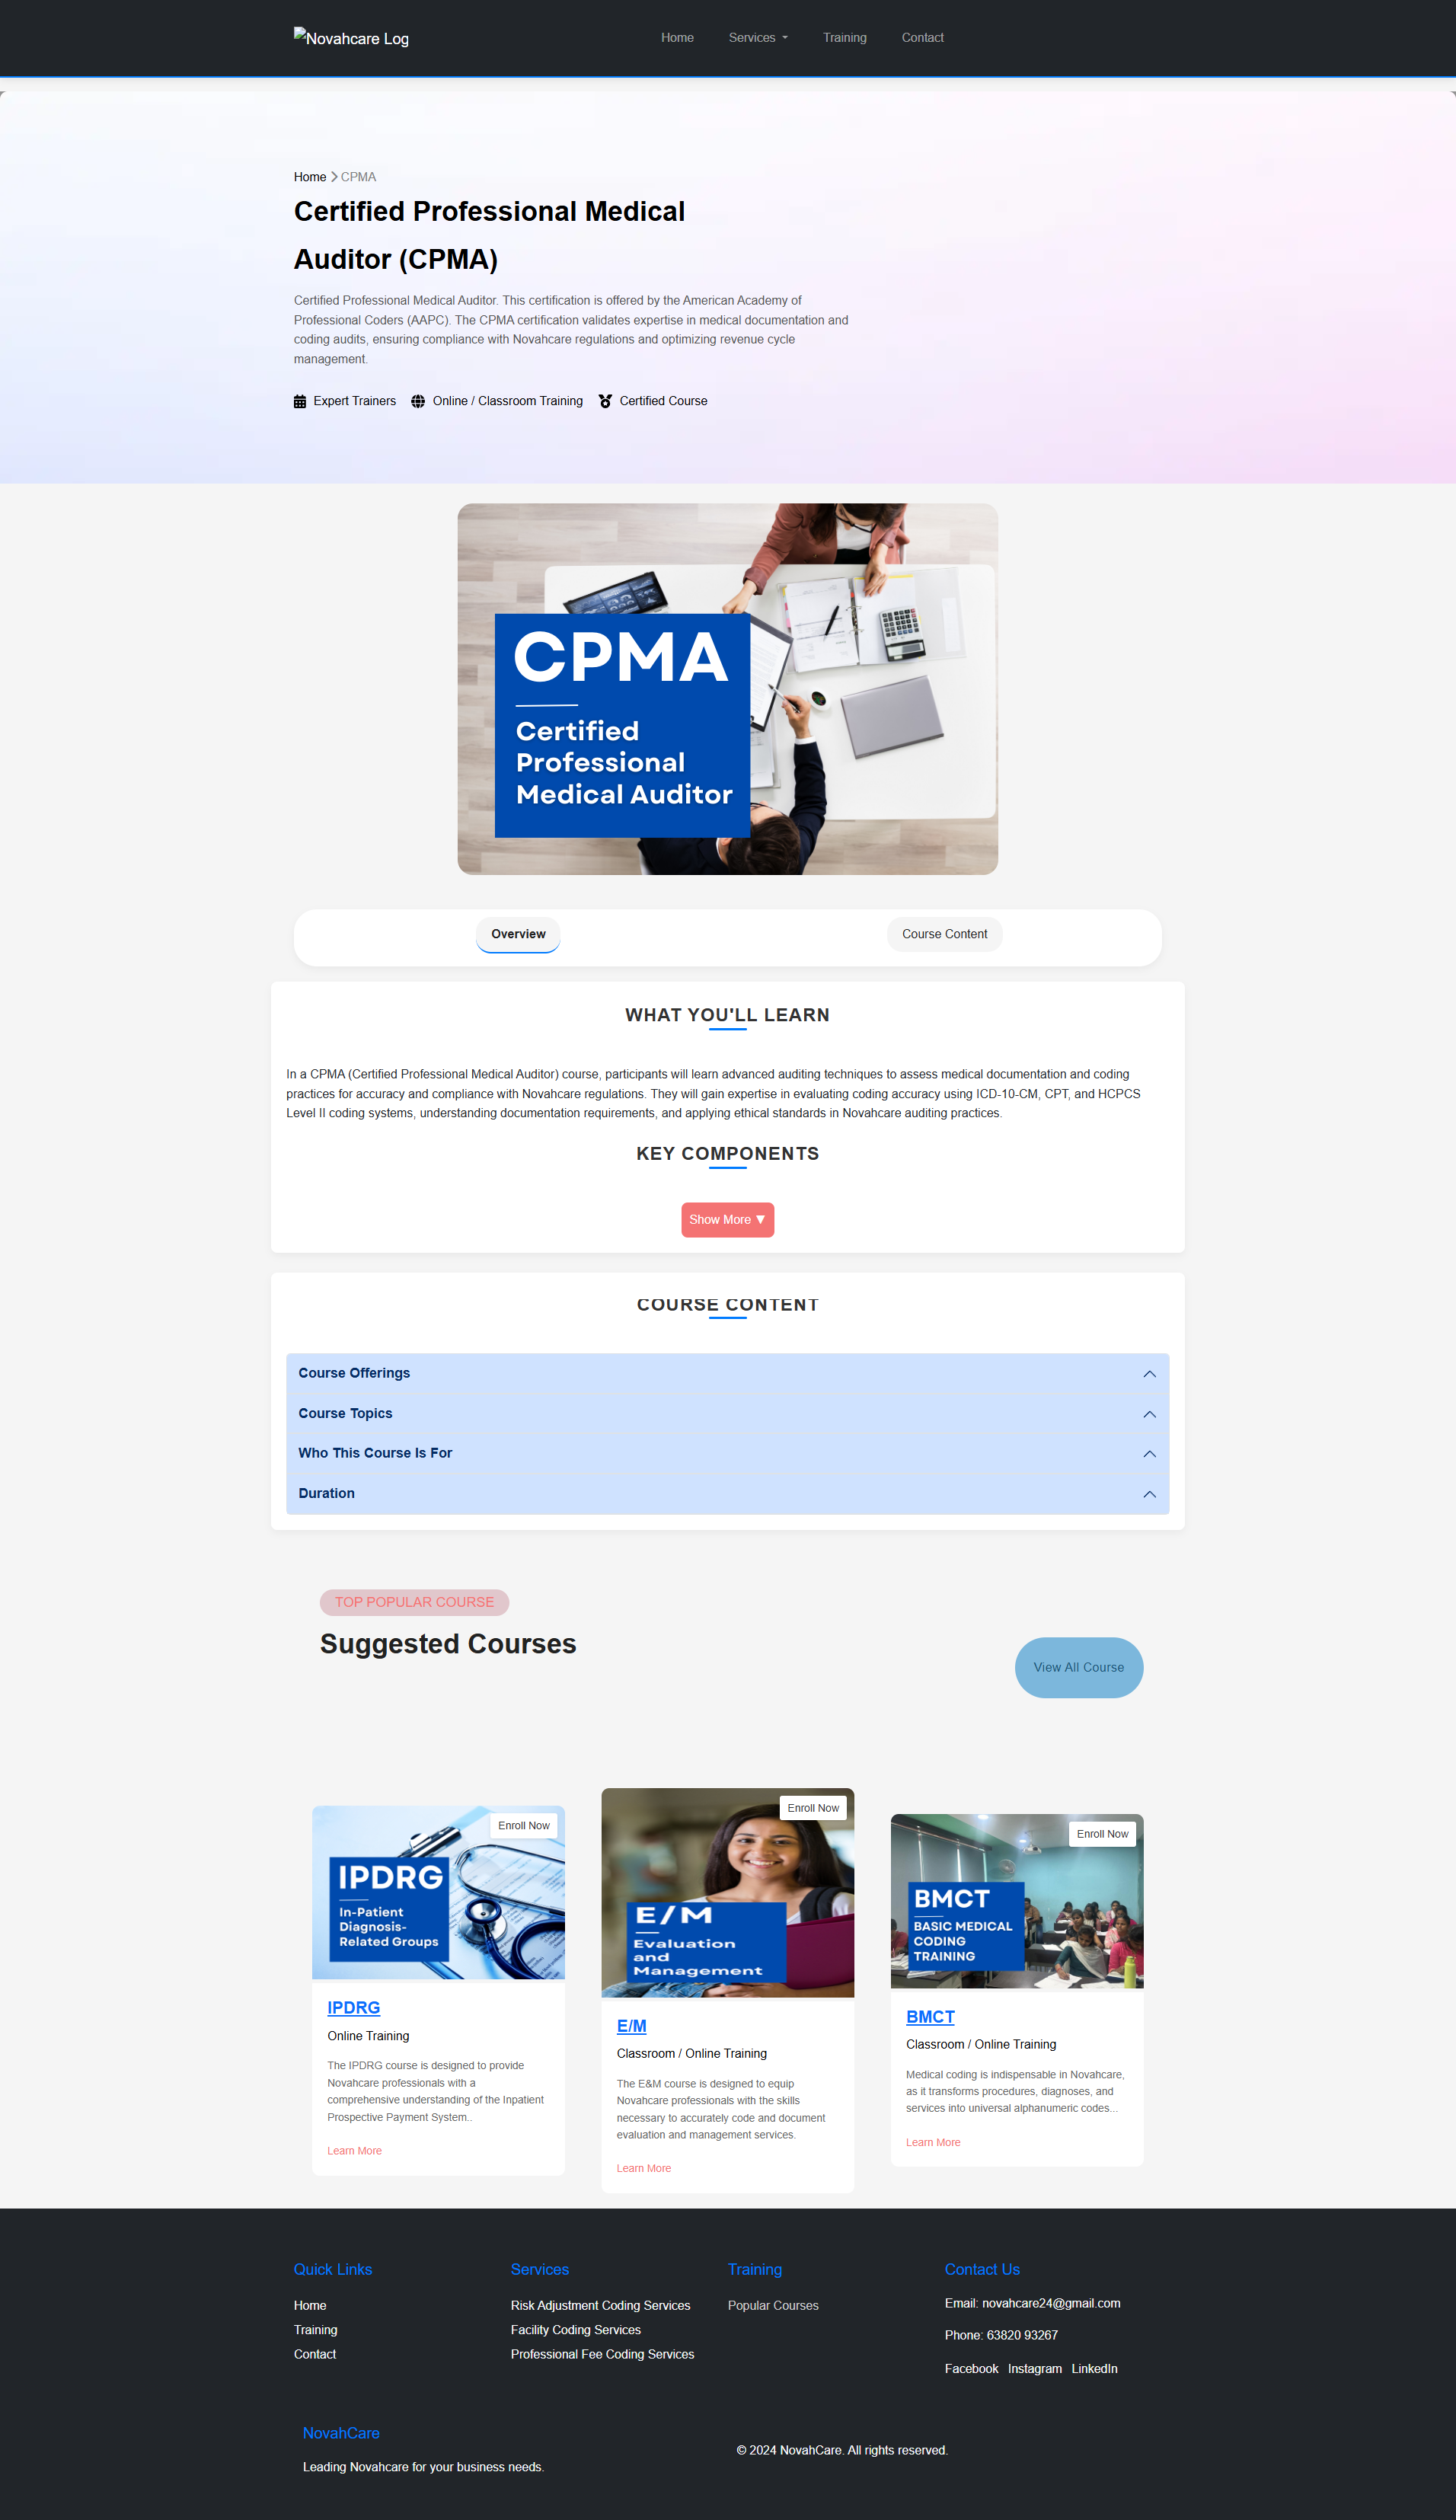 Novahcare Log
Home
Services
Training
Contact
Home > CPMA
Certified Professional Medical
Auditor (CPMA)
Certified Professional Medical Auditor. This certification is offered by the American Academy of
Professional Coders (AAPC). The CPMA certification validates expertise in medical documentation and
coding audits, ensuring compliance with Novahcare regulations and optimizing revenue cycle
management.
Expert Trainers
Online / Classroom Training
Certified Course
CPMA
Certified
Professional
Medical Auditor
Overview
Course Content
WHAT YOU'LL LEARN
In a CPMA (Certified Professional Medical Auditor) course, participants will learn advanced auditing techniques to assess medical documentation and coding
practices for accuracy and compliance with Novahcare regulations. They will gain expertise in evaluating coding accuracy using ICD-10-CM, CPT, and HCPCS
Level II coding systems, understanding documentation requirements, and applying ethical standards in Novahcare auditing practices.
KEY COMPONENTS
Show More ▼
COURSE CONTENT
Course Offerings
Course Topics
Who This Course Is For
Duration
TOP POPULAR COURSE
Suggested Courses
View All Course
Enroll Now
IPDRG
In-Patient
Diagnosis-
Related Groups
IPDRG
Online Training
The IPDRG course is designed to provide
Novahcare professionals with a
comprehensive understanding of the Inpatient
Prospective Payment System..
Learn More
Enroll Now
E/M
Evaluation
and
Management
E/M
Classroom / Online Training
The E&M course is designed to equip
Novahcare professionals with the skills
necessary to accurately code and document
evaluation and management services.
Learn More
Enroll Now
BMCT
BASIC MEDICAL
CODING
TRAINING
BMCT
Classroom / Online Training
Medical coding is indispensable in Novahcare,
as it transforms procedures, diagnoses, and
services into universal alphanumeric codes...
Learn More
Quick Links
Home
Training
Contact
Services
Risk Adjustment Coding Services
Facility Coding Services
Professional Fee Coding Services
Training
Popular Courses
Contact Us
Email: novahcare24@gmail.com
Phone: 63820 93267
Facebook Instagram LinkedIn
NovahCare
Leading Novahcare for your business needs.
© 2024 NovahCare. All rights reserved.